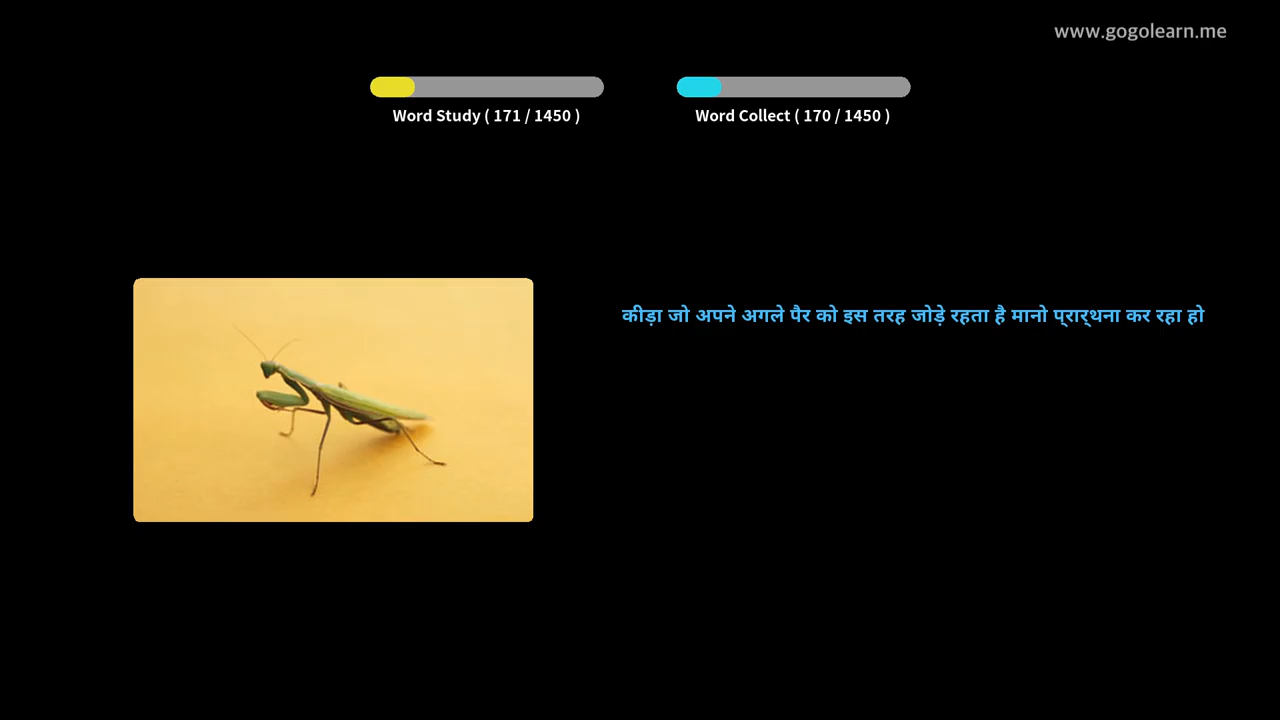 www.gogolearn.me
Word Study ( 171 / 1450 )
Word Collect ( 170 / 1450 )
कीड़ा जो अपने अगले पैर को इस तरह जोड़े रहता है मानो प्रार्थना कर रहा हो